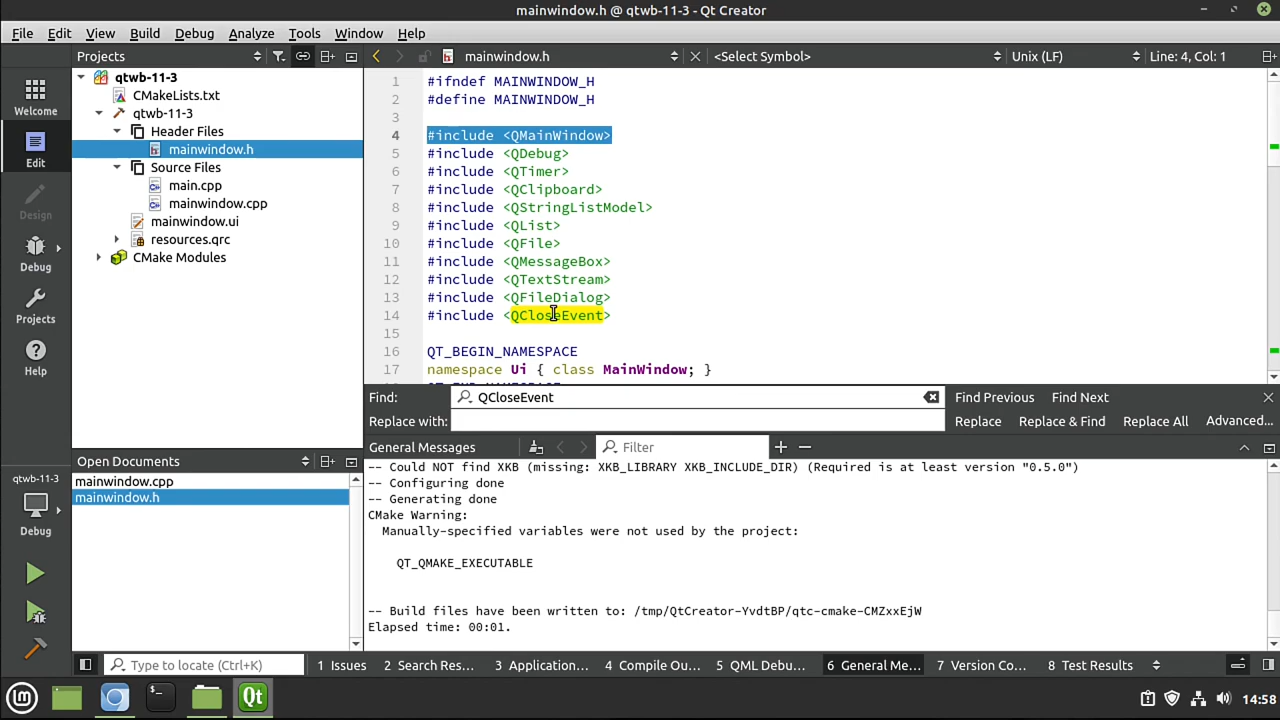 mainwindow.h @ qtwb-11-3 - Qt Creator
File Edit View Build Debug Analyze Tools Window Help
Projects mainwindow.h <Select Symbol> Unix (LF) Line: 4, Col: 1
Welcome
Edit
Design
Debug
Projects
Help
qtwb-11-3
Debug
qtwb-11-3
CMakeLists.txt
qtwb-11-3
Header Files
mainwindow.h
Source Files
main.cpp
mainwindow.cpp
mainwindow.ui
resources.qrc
CMake Modules
Open Documents
mainwindow.cpp
mainwindow.h
1 #ifndef MAINWINDOW_H
2 #define MAINWINDOW_H
3
4 #include <QMainWindow>
5 #include <QDebug>
6 #include <QTimer>
7 #include <QClipboard>
8 #include <QStringListModel>
9 #include <QList>
10 #include <QFile>
11 #include <QMessageBox>
12 #include <QTextStream>
13 #include <QFileDialog>
14 #include <QCloseEvent>
15
16 QT_BEGIN_NAMESPACE
17 namespace Ui { class MainWindow; }
Find: QCloseEvent Find Previous Find Next
Replace with: Replace Replace & Find Replace All Advanced...
General Messages Filter
-- Could NOT find XKB (missing: XKB_LIBRARY XKB_INCLUDE_DIR) (Required is at least version "0.5.0")
-- Configuring done
-- Generating done
CMake Warning:
Manually-specified variables were not used by the project:
QT_QMAKE_EXECUTABLE
-- Build files have been written to: /tmp/QtCreator-YvdtBP/qtc-cmake-CMZxxEjW
Elapsed time: 00:01.
Type to locate (Ctrl+K) 1 Issues 2 Search Res... 3 Application... 4 Compile Ou... 5 QML Debu... 6 General Me... 7 Version Co... 8 Test Results
14:58